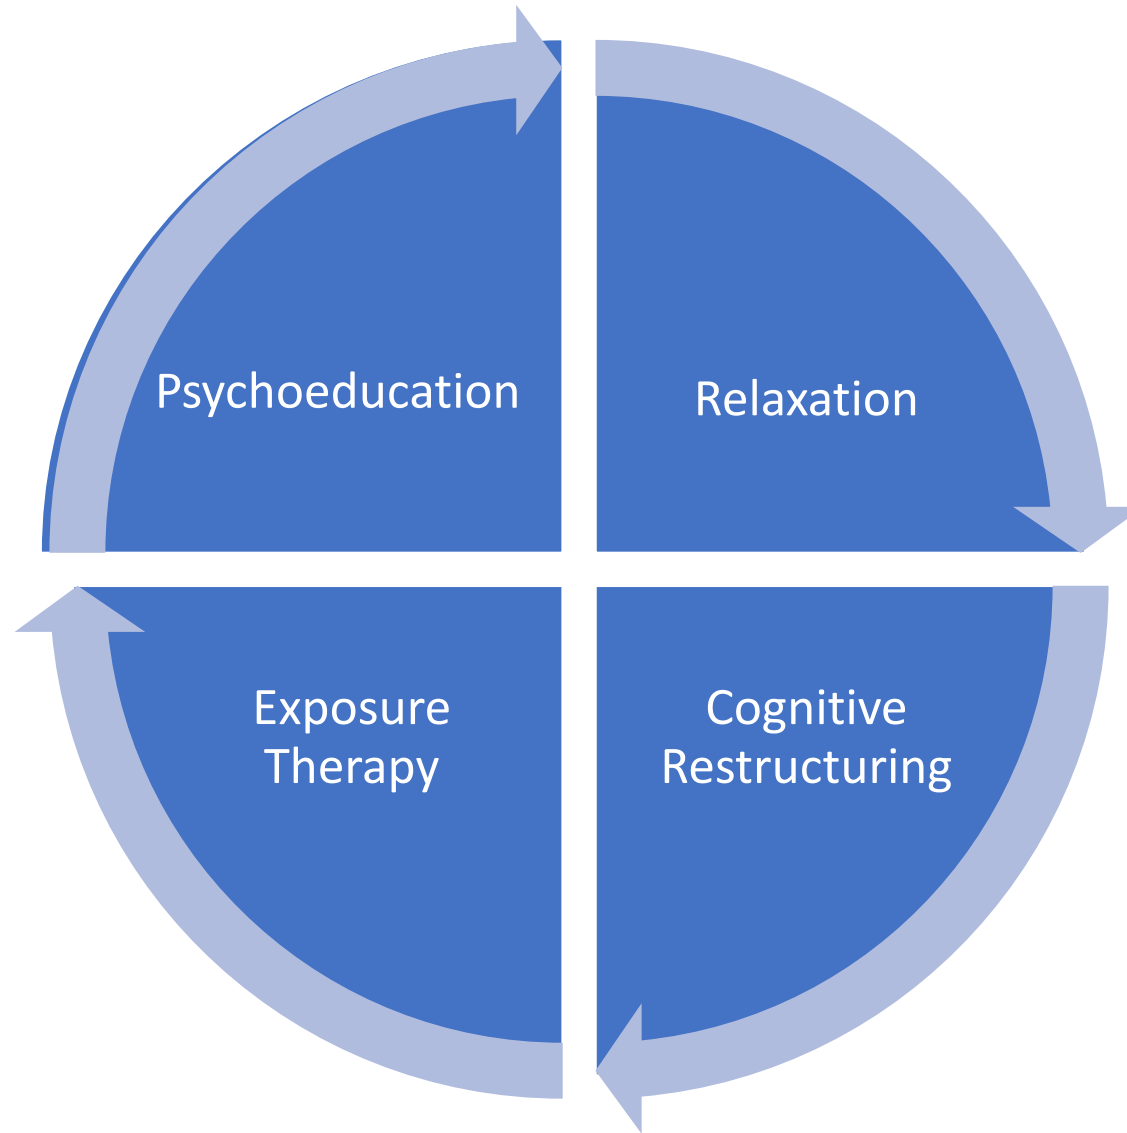 Psychoeducation
Relaxation
Exposure
Therapy
Cognitive
Restructuring